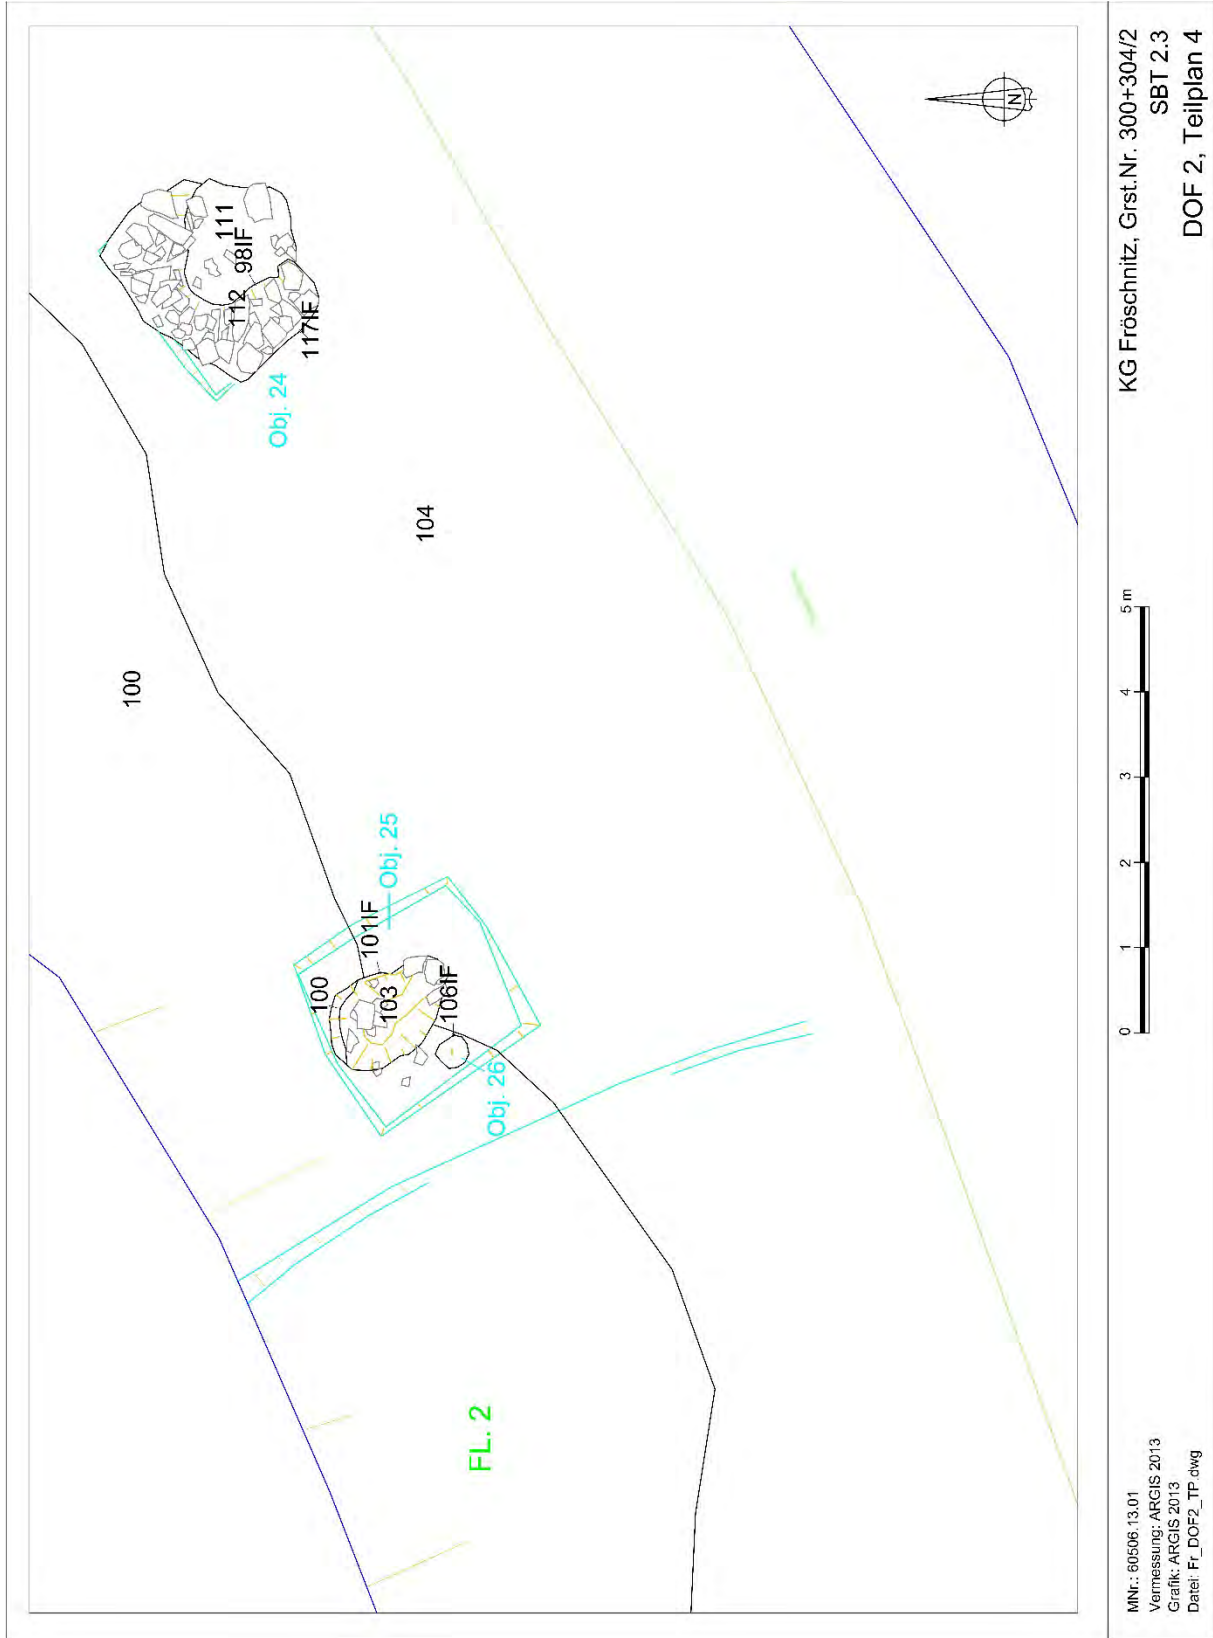 KG Fröschnitz, Grst.Nr. 300+304/2
SBT 2.3
DOF 2, Teilplan 4
N
111
98IF
112
117IF
Obj. 24
104
100
Obj. 25
101IF
100
103
106IF
Obj. 26
FL. 2
0 1 2 3 4 5 m
MNr.: 60506.13.01
Vermessung: ARGIS 2013
Grafik: ARGIS 2013
Datei: Fr_DOF2_TP.dwg